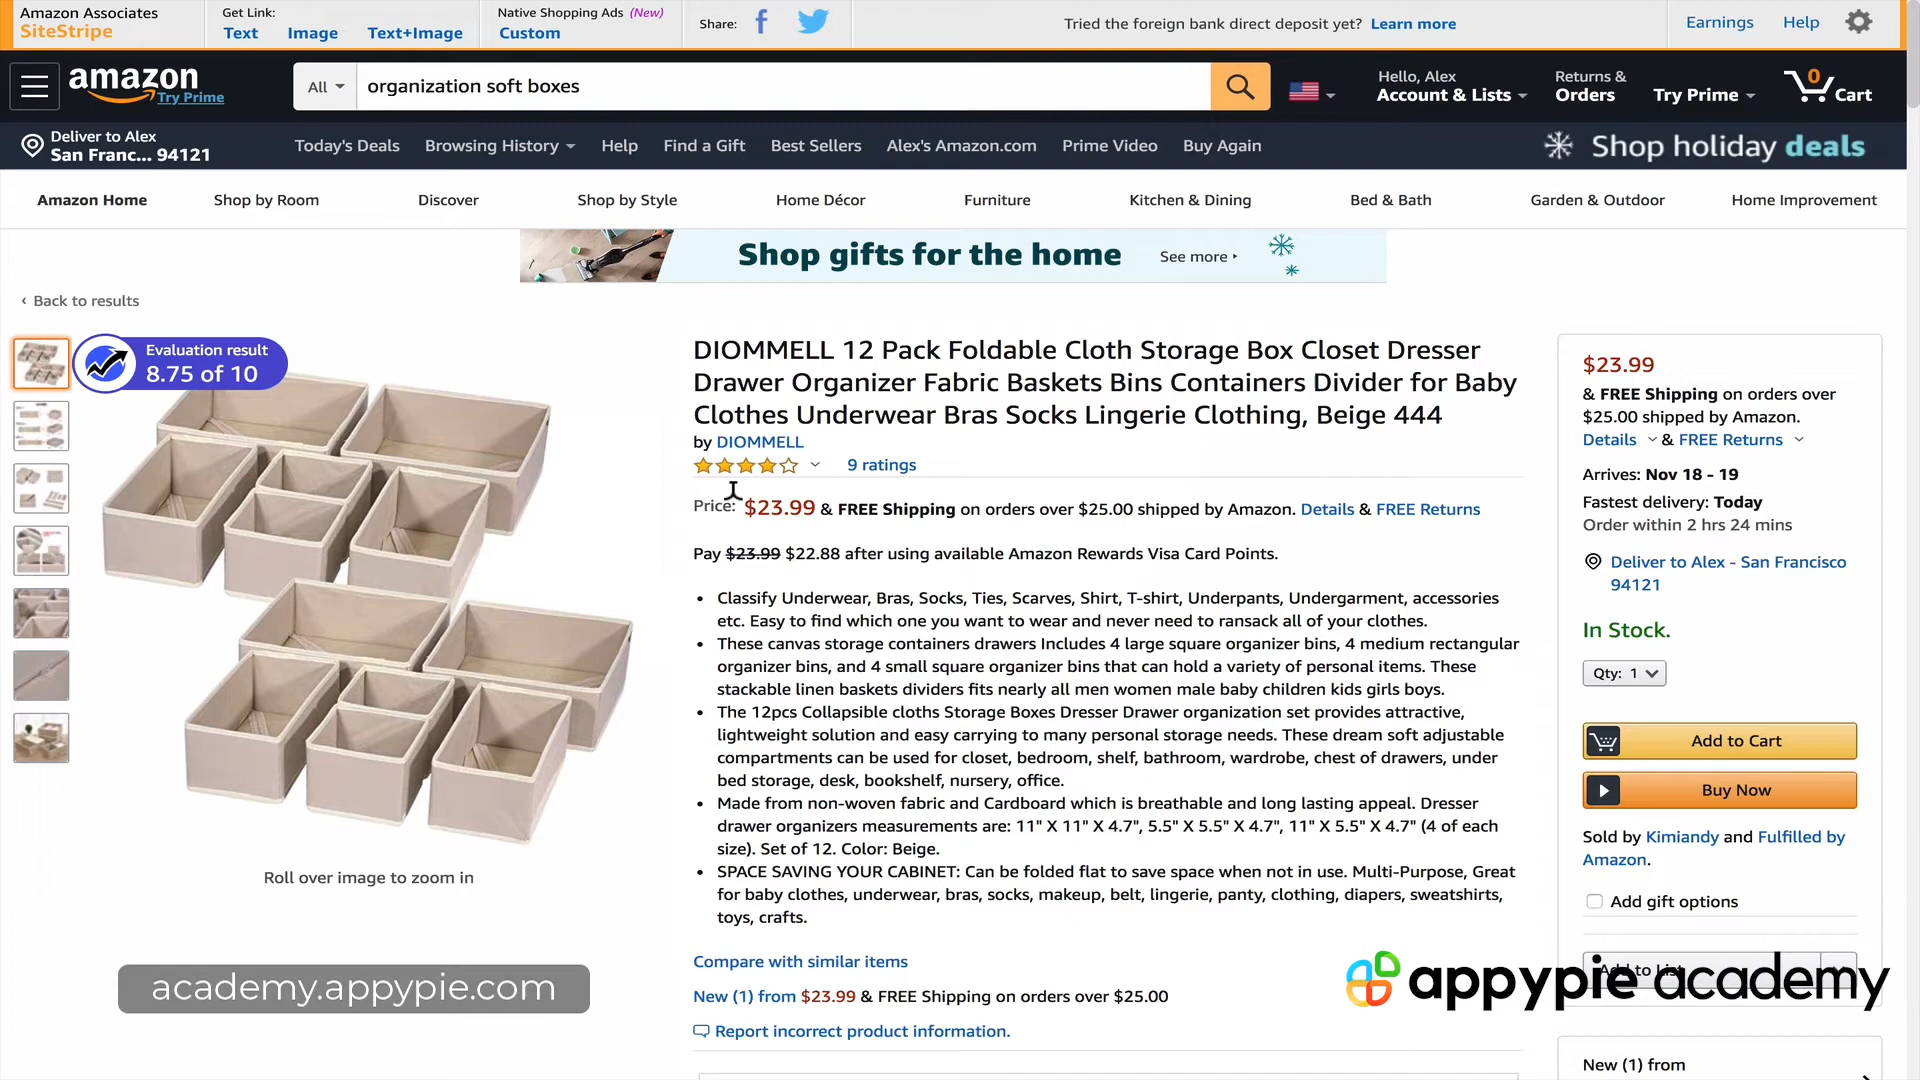 Amazon Associates
SiteStripe
Get Link:
Text Image Text+Image
Native Shopping Ads (New)
Custom
Share:
Tried the foreign bank direct deposit yet? Learn more
Earnings Help
amazon
Try Prime
All
organization soft boxes
Hello, Alex
Account & Lists
Returns &
Orders
Try Prime
0
Cart
Deliver to Alex
San Franc... 94121
Today's Deals Browsing History Help Find a Gift Best Sellers Alex's Amazon.com Prime Video Buy Again
Shop holiday deals
Amazon Home Shop by Room Discover Shop by Style Home Décor Furniture Kitchen & Dining Bed & Bath Garden & Outdoor Home Improvement
Shop gifts for the home See more ▸
‹ Back to results
Evaluation result
8.75 of 10
Roll over image to zoom in
DIOMMELL 12 Pack Foldable Cloth Storage Box Closet Dresser
Drawer Organizer Fabric Baskets Bins Containers Divider for Baby
Clothes Underwear Bras Socks Lingerie Clothing, Beige 444
by DIOMMELL
9 ratings
Price: $23.99 & FREE Shipping on orders over $25.00 shipped by Amazon. Details & FREE Returns
Pay $23.99 $22.88 after using available Amazon Rewards Visa Card Points.
• Classify Underwear, Bras, Socks, Ties, Scarves, Shirt, T-shirt, Underpants, Undergarment, accessories
etc. Easy to find which one you want to wear and never need to ransack all of your clothes.
• These canvas storage containers drawers Includes 4 large square organizer bins, 4 medium rectangular
organizer bins, and 4 small square organizer bins that can hold a variety of personal items. These
stackable linen baskets dividers fits nearly all men women male baby children kids girls boys.
• The 12pcs Collapsible cloths Storage Boxes Dresser Drawer organization set provides attractive,
lightweight solution and easy carrying to many personal storage needs. These dream soft adjustable
compartments can be used for closet, bedroom, shelf, bathroom, wardrobe, chest of drawers, under
bed storage, desk, bookshelf, nursery, office.
• Made from non-woven fabric and Cardboard which is breathable and long lasting appeal. Dresser
drawer organizers measurements are: 11" X 11" X 4.7", 5.5" X 5.5" X 4.7", 11" X 5.5" X 4.7" (4 of each
size). Set of 12. Color: Beige.
• SPACE SAVING YOUR CABINET: Can be folded flat to save space when not in use. Multi-Purpose, Great
for baby clothes, underwear, bras, socks, makeup, belt, lingerie, panty, clothing, diapers, sweatshirts,
toys, crafts.
Compare with similar items
New (1) from $23.99 & FREE Shipping on orders over $25.00
Report incorrect product information.
$23.99
& FREE Shipping on orders over
$25.00 shipped by Amazon.
Details & FREE Returns
Arrives: Nov 18 - 19
Fastest delivery: Today
Order within 2 hrs 24 mins
Deliver to Alex - San Francisco
94121
In Stock.
Qty: 1
Add to Cart
Buy Now
Sold by Kimiandy and Fulfilled by
Amazon.
Add gift options
Add to List
New (1) from
academy.appypie.com
appypie academy